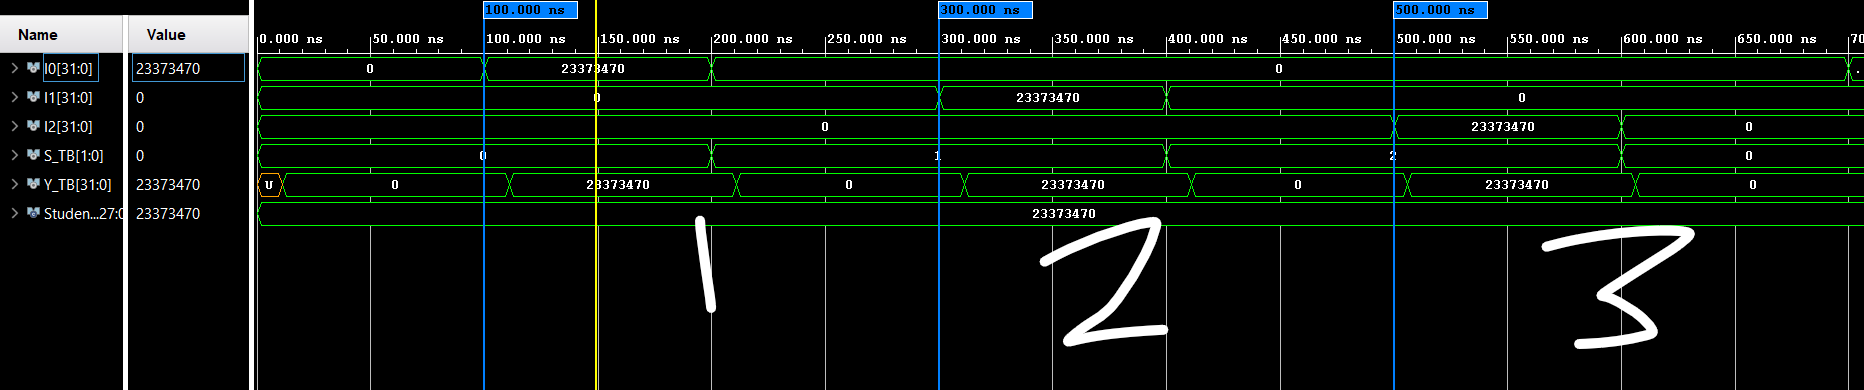 100.000 ns 300.000 ns 500.000 ns
Name Value
0.000 ns 50.000 ns 100.000 ns 150.000 ns 200.000 ns 250.000 ns 300.000 ns 350.000 ns 400.000 ns 450.000 ns 500.000 ns 550.000 ns 600.000 ns 650.000 ns 70
I0[31:0] 23373470 0 23373470 0 .
I1[31:0] 0 0 23373470 0
I2[31:0] 0 0 23373470 0
S_TB[1:0] 0 0 1 2 0
Y_TB[31:0] 23373470 U 0 23373470 0 23373470 0 23373470 0
Studen...27:0 23373470 23373470
1 2 3